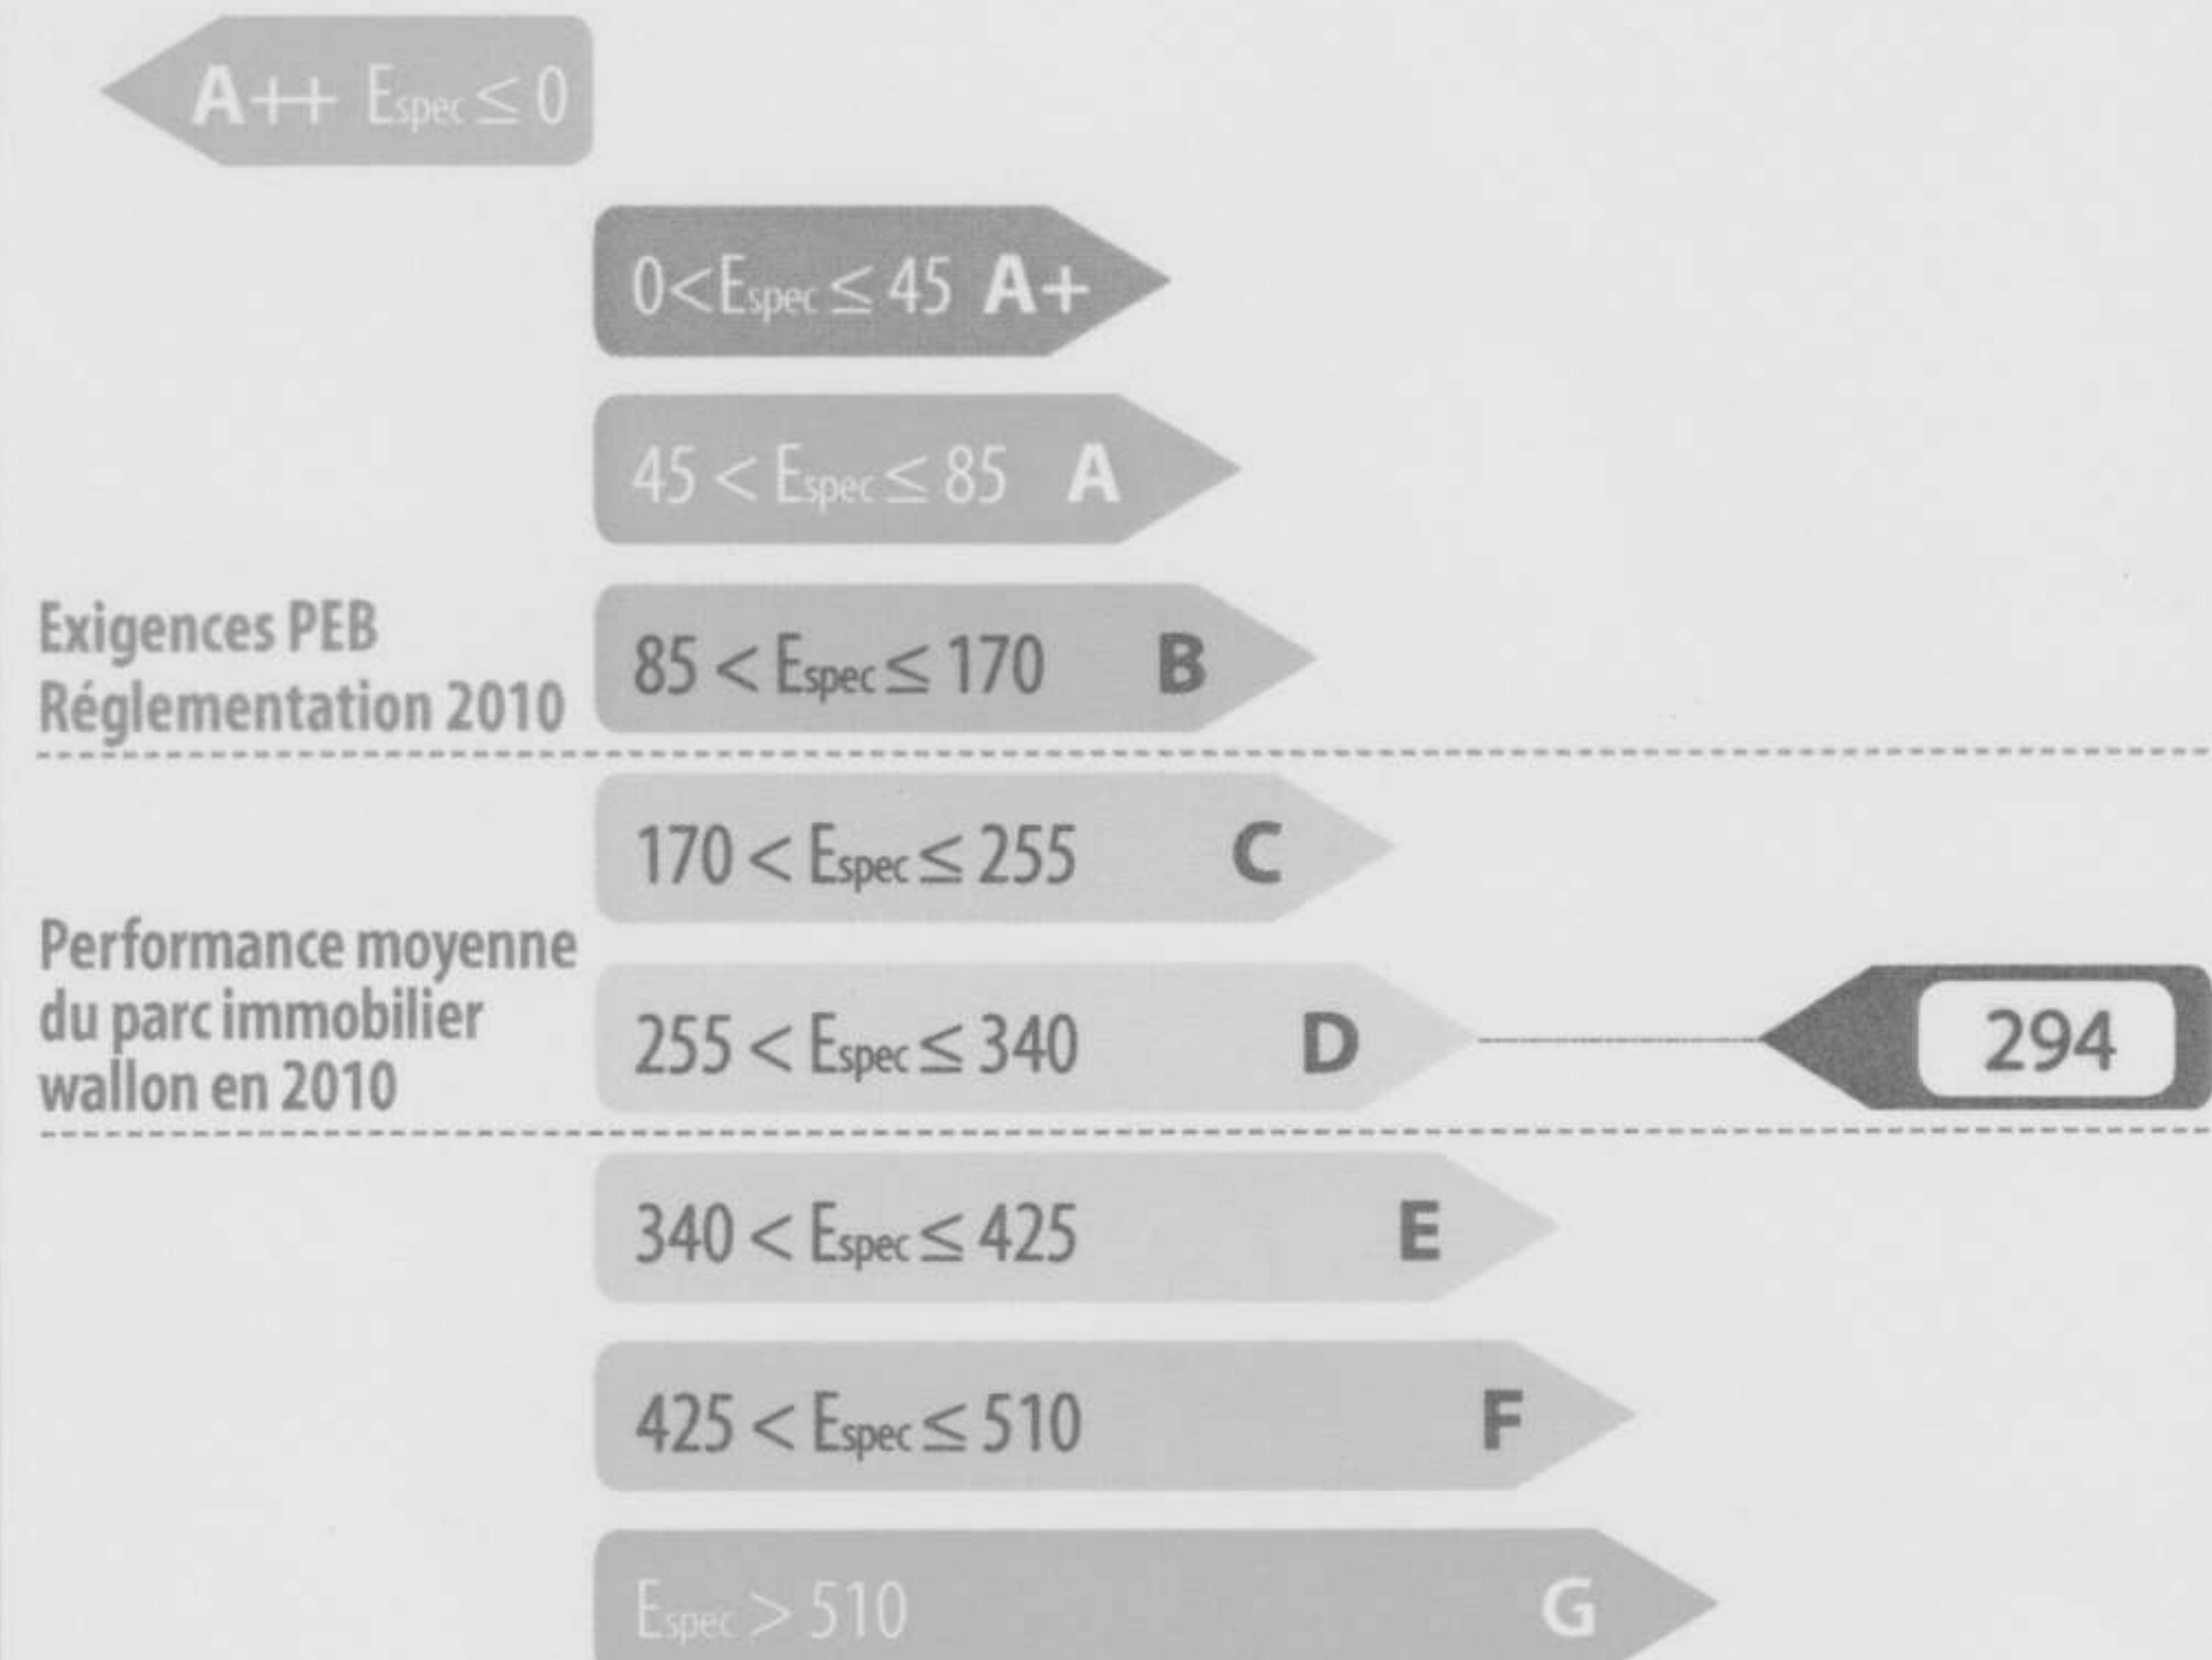 A++ Espec ≤ 0
0<Espec ≤ 45 A+
45 < Espec ≤ 85 A
Exigences PEB
Réglementation 2010
85 < Espec ≤ 170 B
170 < Espec ≤ 255 C
Performance moyenne
du parc immobilier
wallon en 2010
255 < Espec ≤ 340 D
294
340 < Espec ≤ 425 E
425 < Espec ≤ 510 F
Espec > 510 G